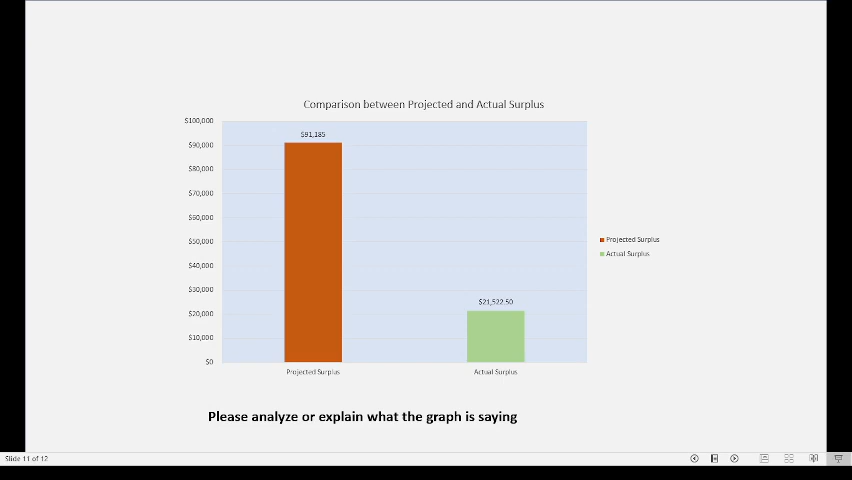 Comparison between Projected and Actual Surplus
$100,000
$90,000
$80,000
$70,000
$60,000
$50,000
$40,000
$30,000
$20,000
$10,000
$0
$91,185
$21,522.50
Projected Surplus
Actual Surplus
Projected Surplus
Actual Surplus
Please analyze or explain what the graph is saying
Slide 11 of 12